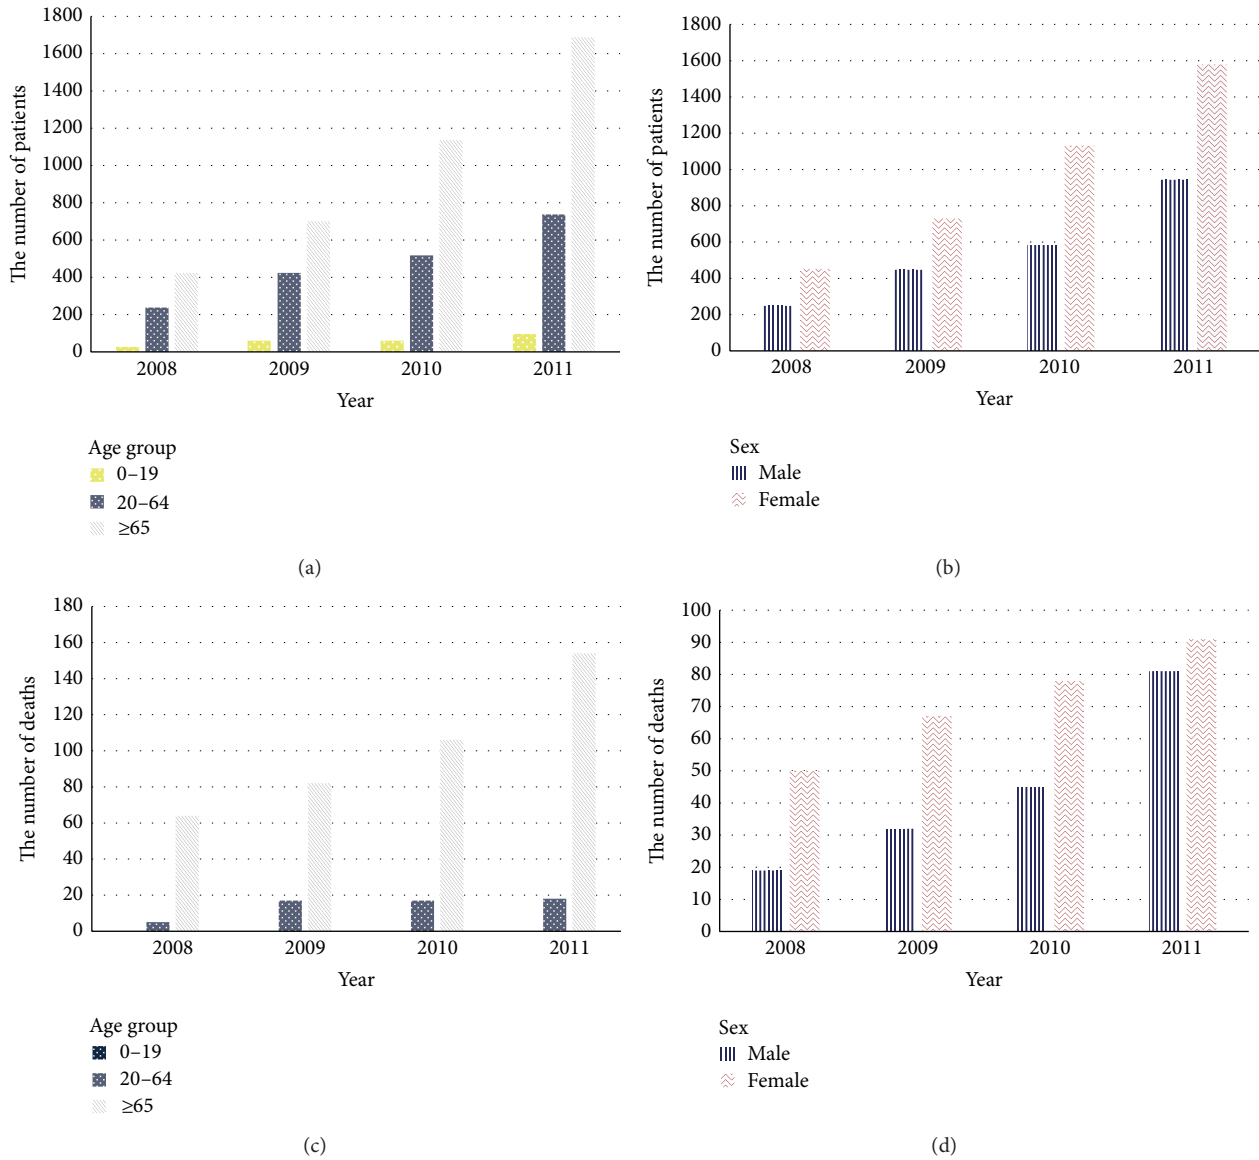 1800
1600
1400
1200
1000
800
600
400
200
0
The number of patients
2008 2009 2010 2011
Year
Age group
0–19
20–64
≥65
(a)
1800
1600
1400
1200
1000
800
600
400
200
0
The number of patients
2008 2009 2010 2011
Year
Sex
Male
Female
(b)
180
160
140
120
100
80
60
40
20
0
The number of deaths
2008 2009 2010 2011
Year
Age group
0–19
20–64
≥65
(c)
100
90
80
70
60
50
40
30
20
10
0
The number of deaths
2008 2009 2010 2011
Year
Sex
Male
Female
(d)